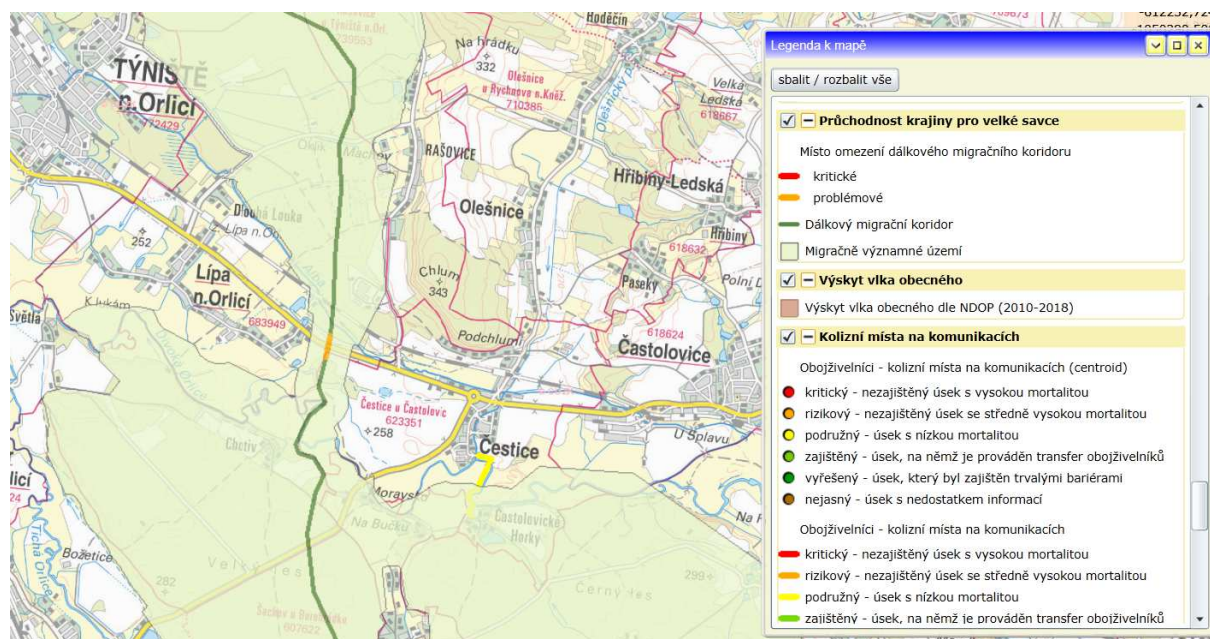 Hoděčín
Na hrádku
332
Olešnice
u Rychnova n.Kněž.
710385
Velká
Ledská
618667
TÝNIŠTĚ
n.Orlicí
772429
RAŠOVICE
Olešnice
Hřibiny-Ledská
Hřibiny
618632
Dlouhá Louka
Z. Lípa n.Or.
252
Lípa
n.Orlicí
683949
K lukám
Světlá
Chlum
343
Podchlumí
Paseky
Polní D
618624
Častolovice
Čestice u Častolovic
623351
258
Čestice
U Splavu
Chotiv
Na Bučku
Častolovické
Horky
Na P
Tichá Orlice
Božetice
282
Velký les
299
Černý les
607622
Legenda k mapě
sbalit / rozbalit vše
Průchodnost krajiny pro velké savce
Místo omezení dálkového migračního koridoru
kritické
problémové
Dálkový migrační koridor
Migračně významné území
Výskyt vlka obecného
Výskyt vlka obecného dle NDOP (2010-2018)
Kolizní místa na komunikacích
Obojživelníci - kolizní místa na komunikacích (centroid)
kritický - nezajištěný úsek s vysokou mortalitou
rizikový - nezajištěný úsek se středně vysokou mortalitou
podružný - úsek s nízkou mortalitou
zajištěný - úsek, na němž je prováděn transfer obojživelníků
vyřešený - úsek, který byl zajištěn trvalými bariérami
nejasný - úsek s nedostatkem informací
Obojživelníci - kolizní místa na komunikacích
kritický - nezajištěný úsek s vysokou mortalitou
rizikový - nezajištěný úsek se středně vysokou mortalitou
podružný - úsek s nízkou mortalitou
zajištěný - úsek, na němž je prováděn transfer obojživelníků